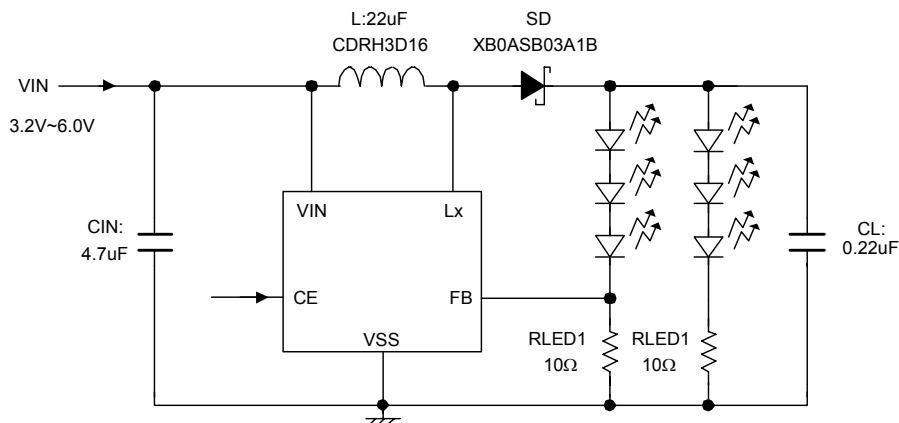 L:22uF
CDRH3D16
SD
XB0ASB03A1B
VIN
3.2V~6.0V
VIN
Lx
CIN:
4.7uF
CL:
0.22uF
CE
FB
VSS
RLED1
10Ω
RLED1
10Ω